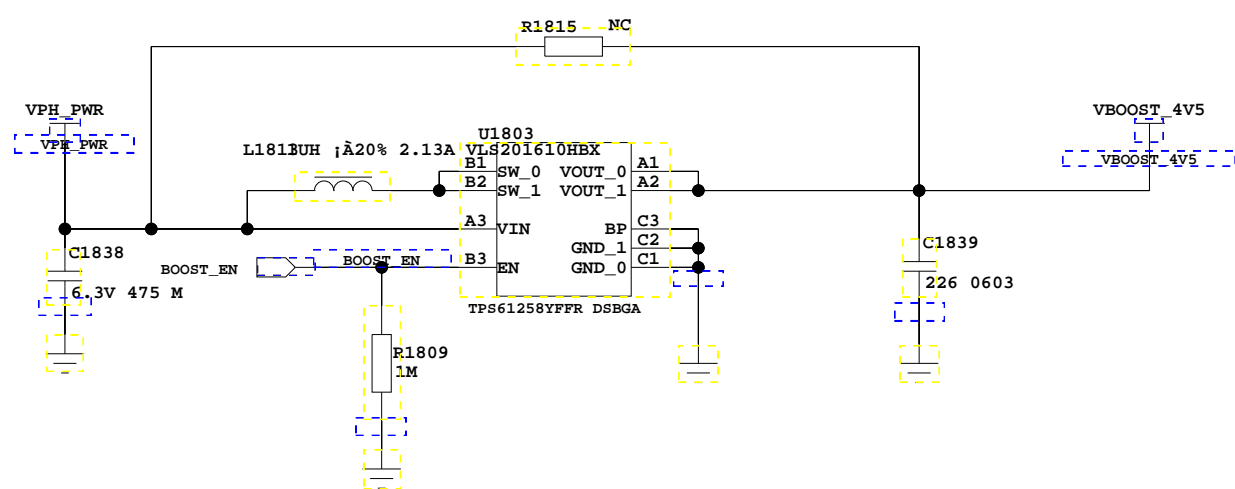 R1815 NC
VPH_PWR
VPH_PWR
VBOOST_4V5
VBOOST_4V5
U1803
UH ¡À20% 2.13A VLS201610HBX
B1 SW_0 VOUT_0 A1
B2 SW_1 VOUT_1 A2
A3 VIN BP C3
GND_1 C2
B3 EN GND_0 C1
C1838
6.3V 475 M
BOOST_EN
BOOST_EN
TPS61258YFFR DSBGA
C1839
226 0603
R1809
1M